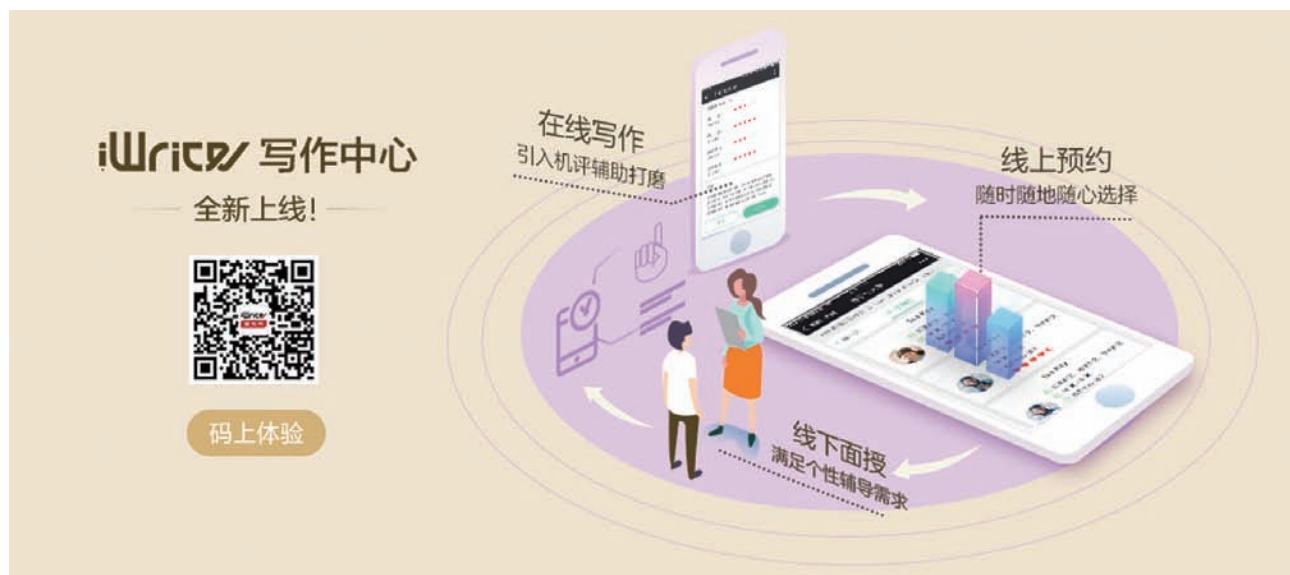 iWrite 写作中心
全新上线!
码上体验
在线写作
引入机评辅助打磨
线上预约
随时随地随心选择
线下面授
满足个性辅导需求